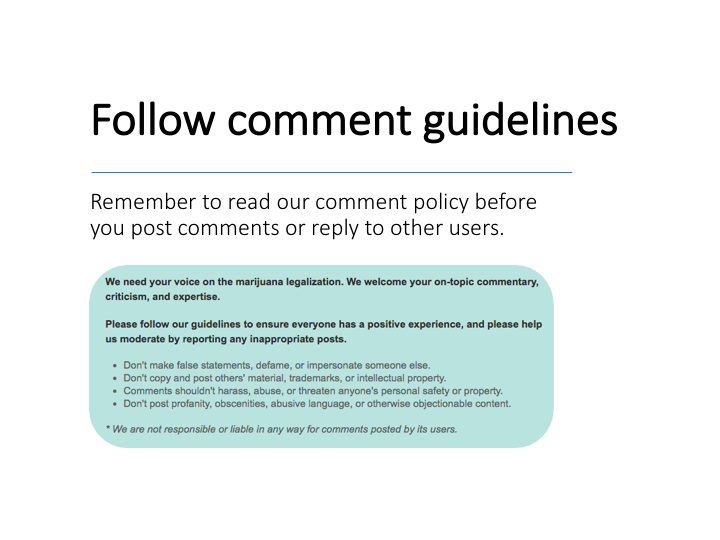 Follow comment guidelines
Remember to read our comment policy before
you post comments or reply to other users.
We need your voice on the marijuana legalization. We welcome your on-topic commentary,
criticism, and expertise.
Please follow our guidelines to ensure everyone has a positive experience, and please help
us moderate by reporting any inappropriate posts.
• Don't make false statements, defame, or impersonate someone else.
• Don't copy and post others' material, trademarks, or intellectual property.
• Comments shouldn't harass, abuse, or threaten anyone's personal safety or property.
• Don't post profanity, obscenities, abusive language, or otherwise objectionable content.
* We are not responsible or liable in any way for comments posted by its users.